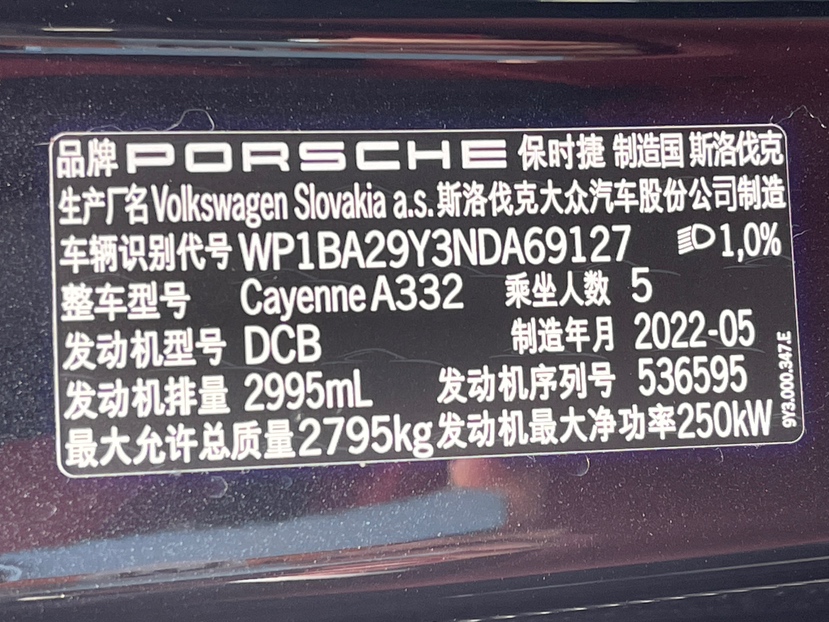 品牌 PORSCHE 保时捷 制造国 斯洛伐克
生产厂名 Volkswagen Slovakia a.s. 斯洛伐克大众汽车股份公司制造
车辆识别代号 WP1BA29Y3NDA69127 1,0%
整车型号 Cayenne A332 乘坐人数 5
发动机型号 DCB 制造年月 2022-05
发动机排量 2995mL 发动机序列号 536595
最大允许总质量 2795kg 发动机最大净功率 250kW
9Y3.000.347.E